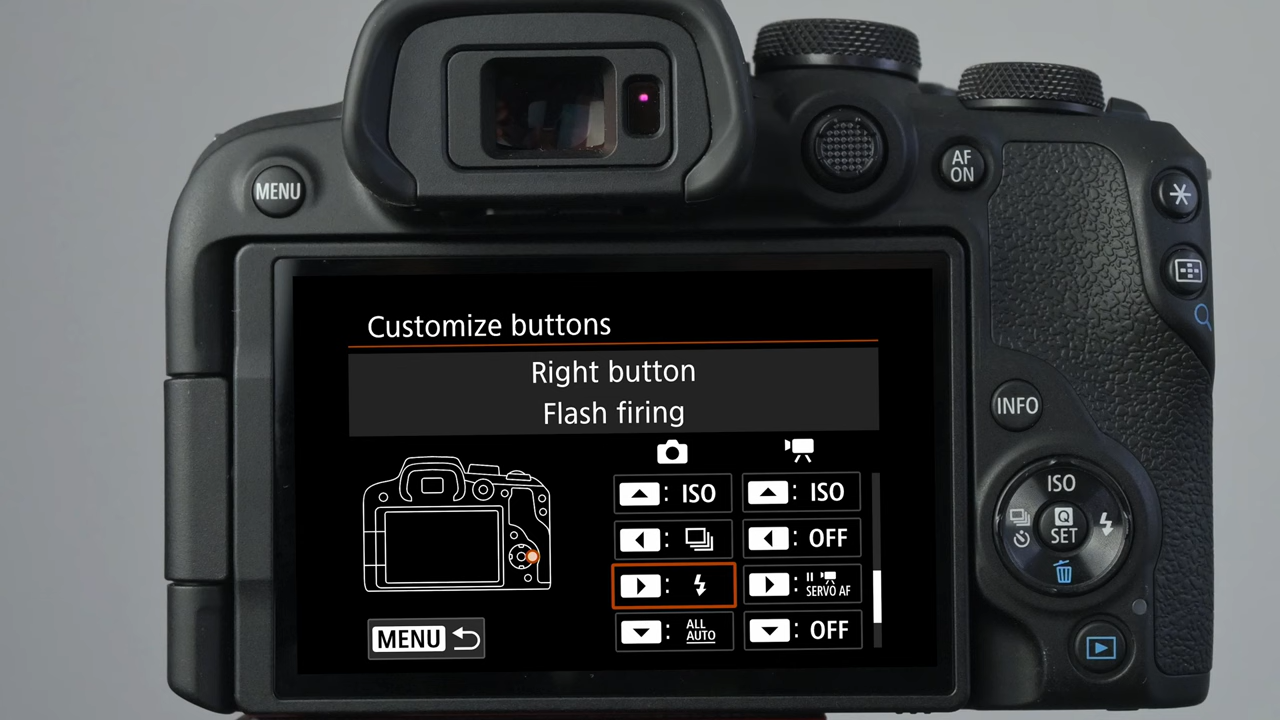 AF
ON
MENU
Customize buttons
Right button
Flash firing
INFO
: ISO
: ISO
ISO
:
: OFF
Q
SET
:
: SERVO AF
: ALL
AUTO
: OFF
MENU